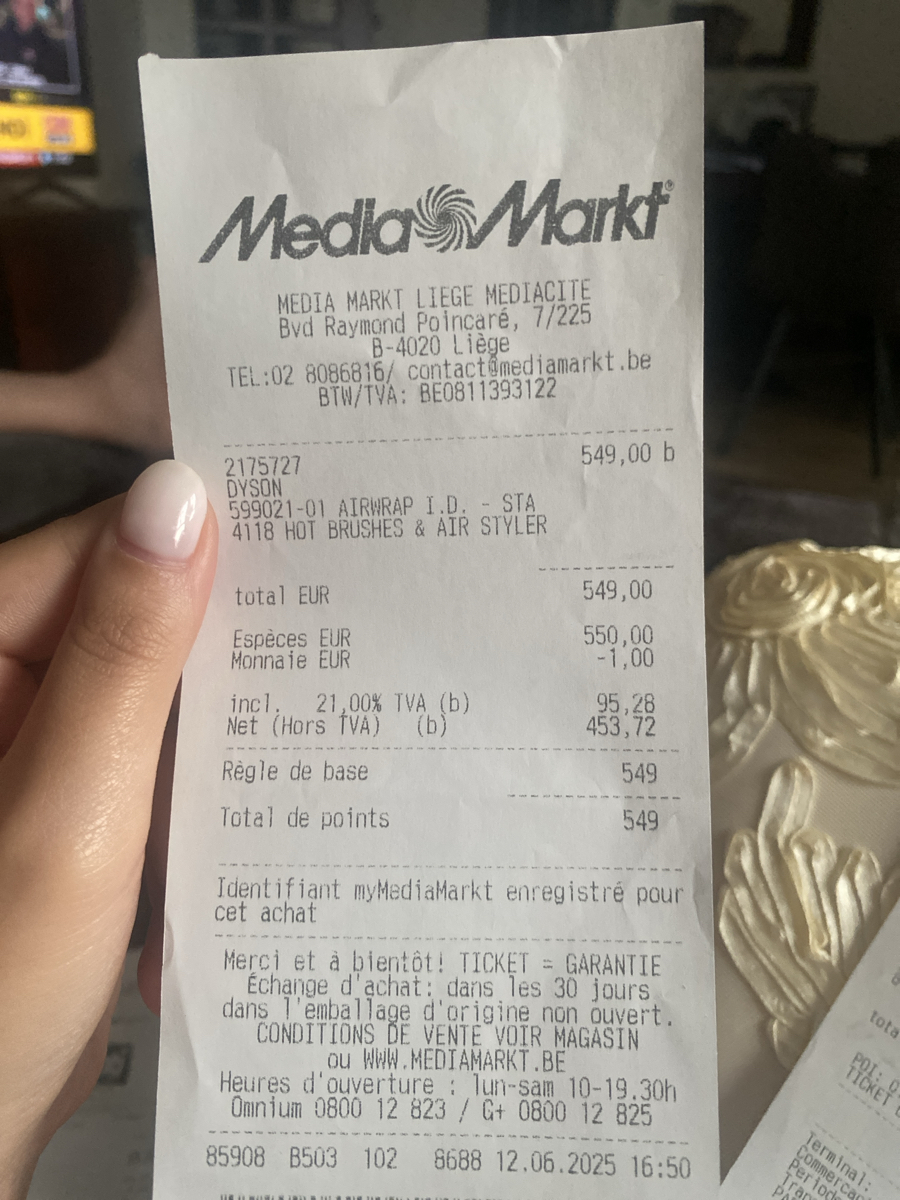 MediaMarkt®
MEDIA MARKT LIEGE MEDIACITE
Bvd Raymond Poincaré, 7/225
B-4020 Liège
TEL:02 8086816/ contact@mediamarkt.be
BTW/TVA: BE0811393122
2175727 549,00 b
DYSON
599021-01 AIRWRAP I.D. - STA
4118 HOT BRUSHES & AIR STYLER
total EUR 549,00
Espèces EUR 550,00
Monnaie EUR -1,00
incl. 21,00% TVA (b) 95,28
Net (Hors TVA) (b) 453,72
Règle de base 549
Total de points 549
Identifiant myMediaMarkt enregistré pour
cet achat
Merci et à bientôt! TICKET = GARANTIE
Échange d'achat: dans les 30 jours
dans l'emballage d'origine non ouvert.
CONDITIONS DE VENTE VOIR MAGASIN
ou WWW.MEDIAMARKT.BE
Heures d'ouverture : lun-sam 10-19.30h
Omnium 0800 12 823 / G+ 0800 12 825
85908 B503 102 8688 12.06.2025 16:50
POI:
TICKET
Terminal: